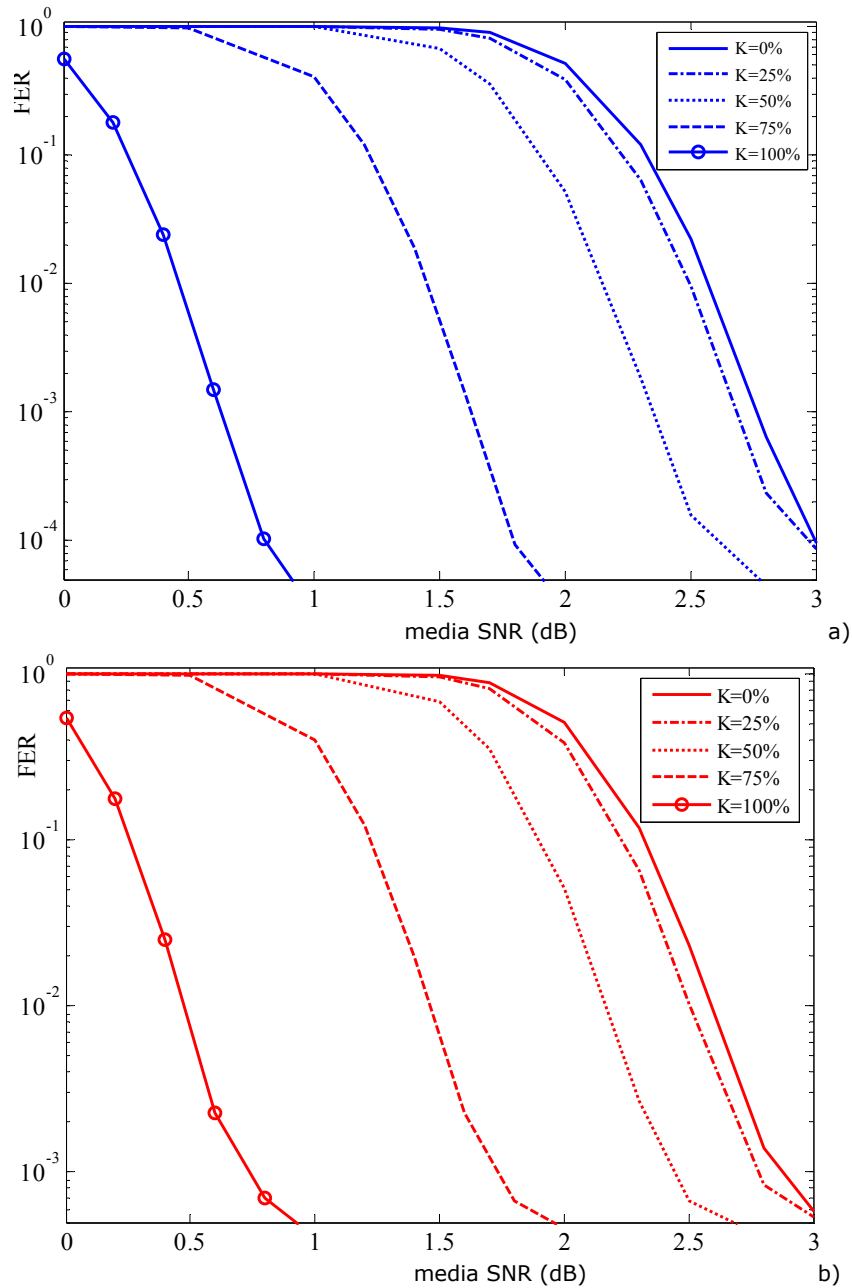 10^0
10^-1
10^-2
10^-3
10^-4
FER
K=0%
K=25%
K=50%
K=75%
K=100%
0 0.5 1 1.5 2 2.5 3
media SNR (dB) a)
10^0
10^-1
10^-2
10^-3
FER
K=0%
K=25%
K=50%
K=75%
K=100%
0 0.5 1 1.5 2 2.5 3
media SNR (dB) b)